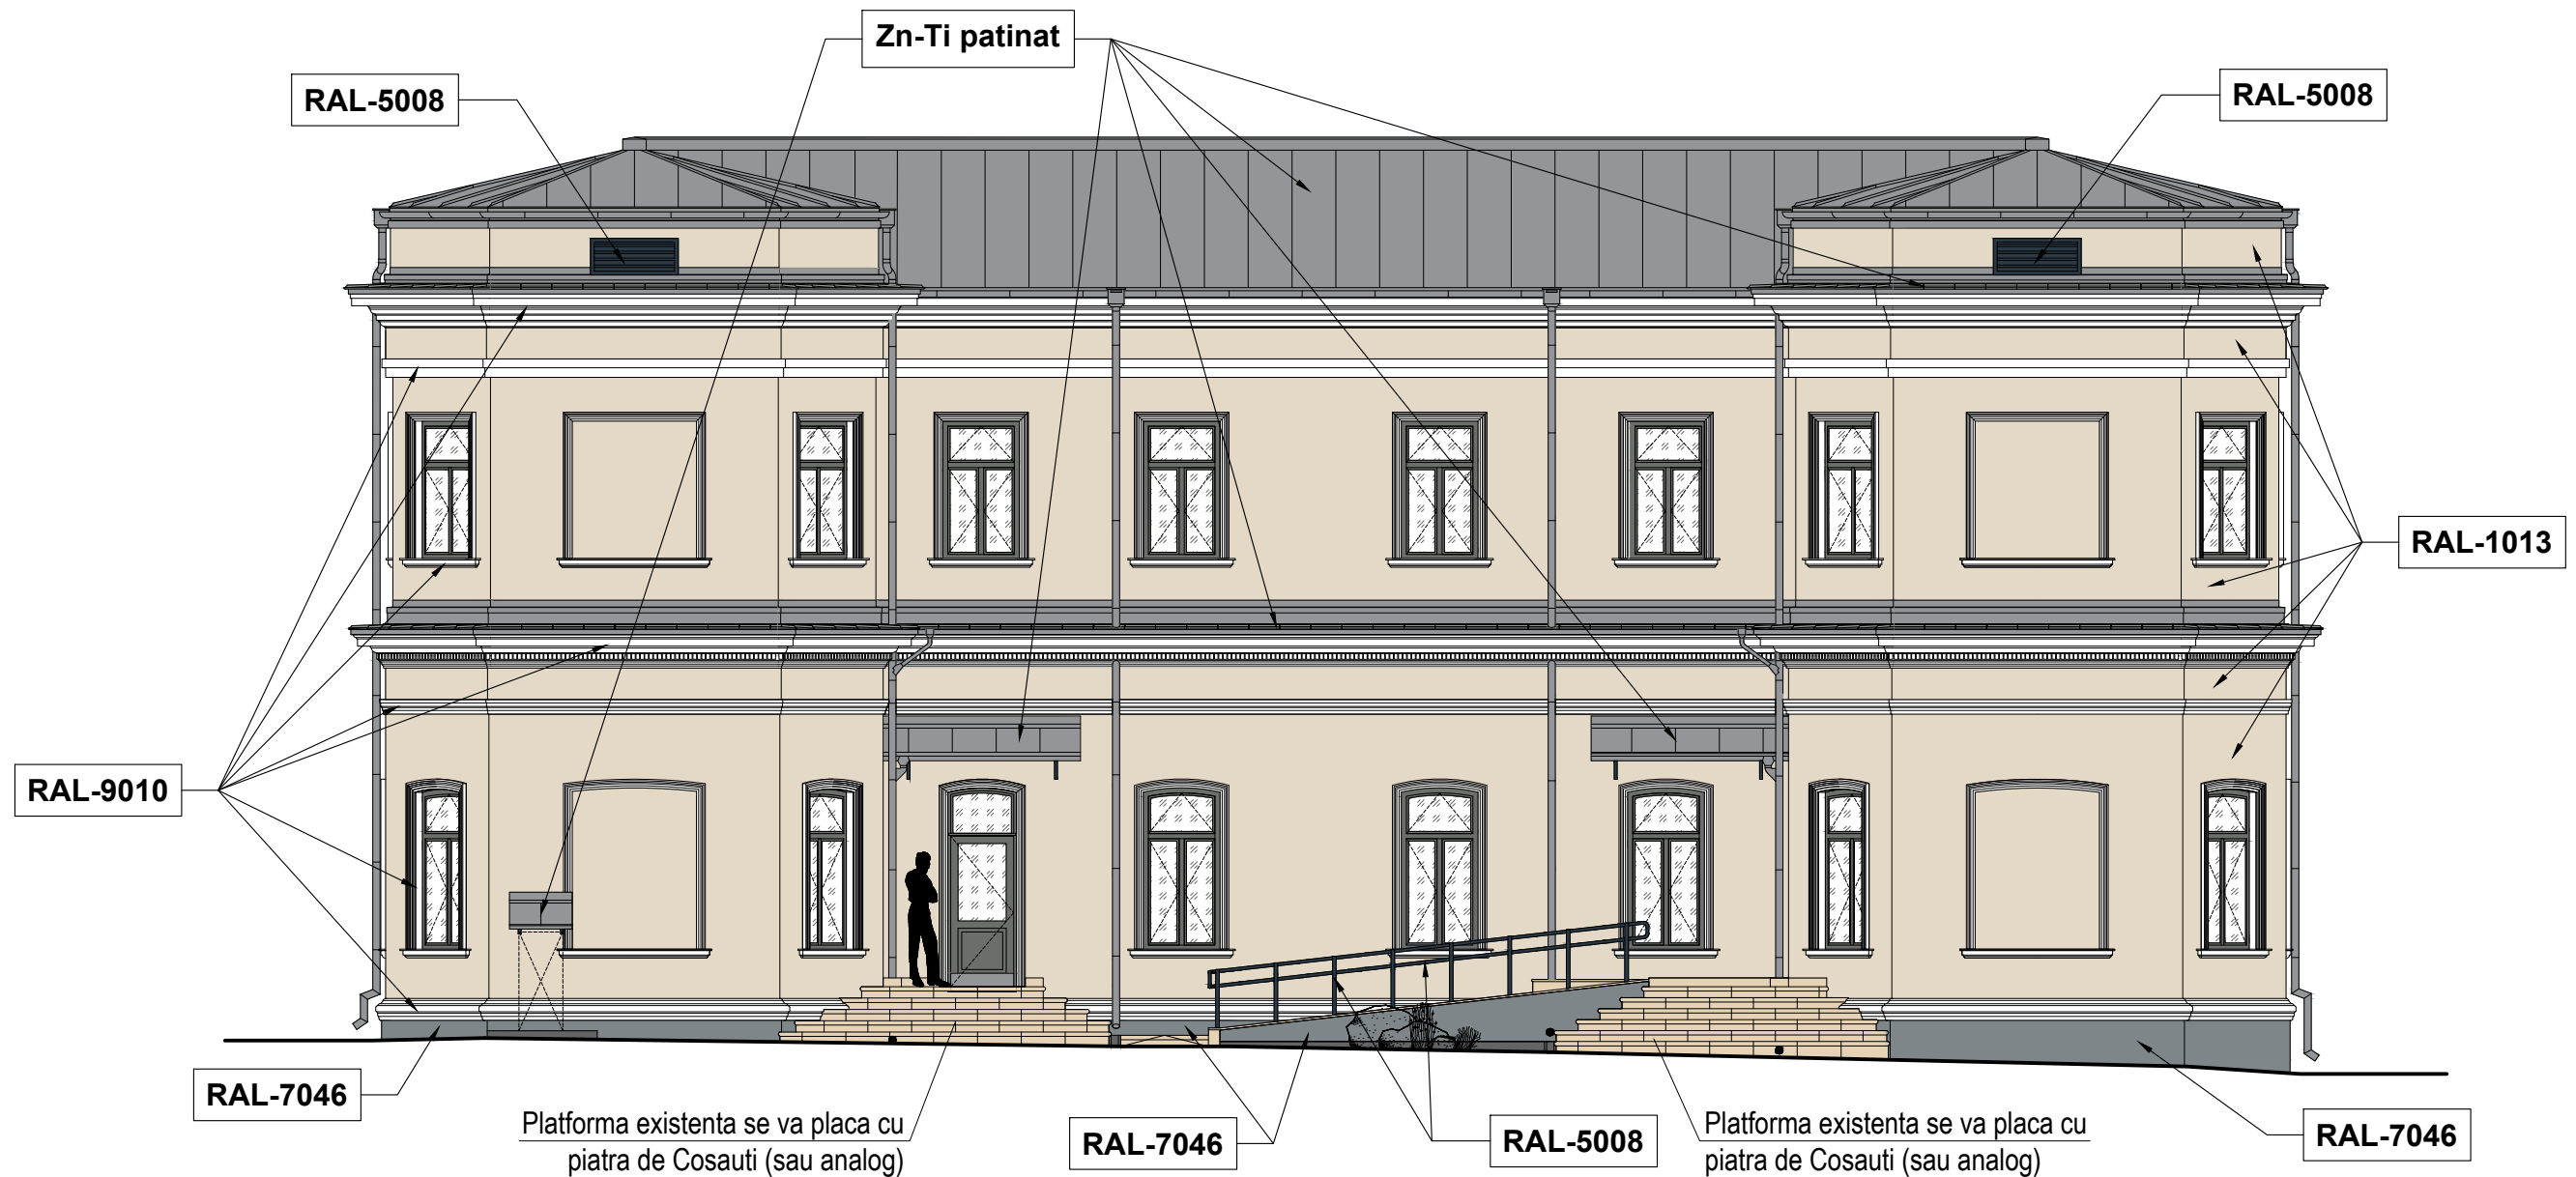 Zn-Ti patinat
RAL-5008
RAL-5008
RAL-1013
RAL-9010
RAL-7046
Platforma existenta se va placa cu
piatra de Cosauti (sau analog)
RAL-7046
RAL-5008
Platforma existenta se va placa cu
piatra de Cosauti (sau analog)
RAL-7046